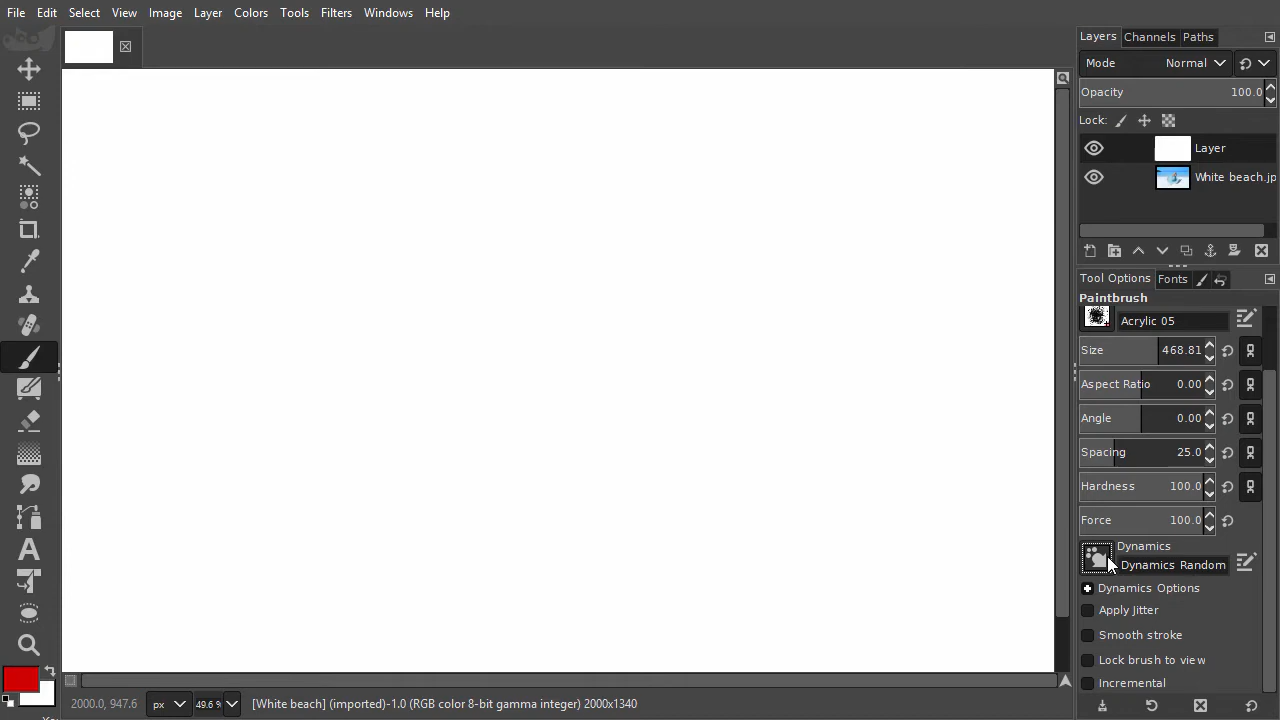 File Edit Select View Image Layer Colors Tools Filters Windows Help
Layers Channels Paths
Mode Normal
Opacity 100.0
Lock:
Layer
White beach.jp
Tool Options Fonts
Paintbrush
Acrylic 05
Size 468.81
Aspect Ratio 0.00
Angle 0.00
Spacing 25.0
Hardness 100.0
Force 100.0
Dynamics
Dynamics Random
Dynamics Options
Apply Jitter
Smooth stroke
Lock brush to view
Incremental
2000.0, 947.6 px 49.6 % [White beach] (imported)-1.0 (RGB color 8-bit gamma integer) 2000x1340